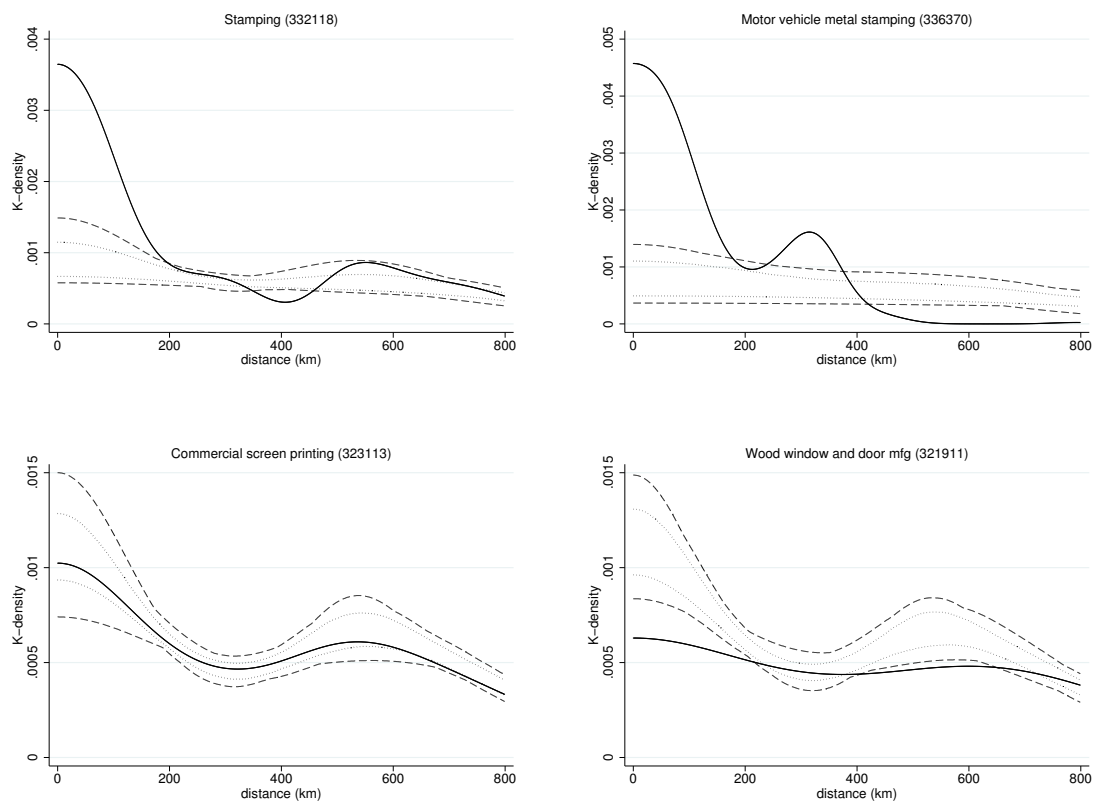 Stamping (332118)
K−density
.004
.003
.002
.001
0
0 200 400 600 800
distance (km)
Motor vehicle metal stamping (336370)
K−density
.005
.004
.003
.002
.001
0
0 200 400 600 800
distance (km)
Commercial screen printing (323113)
K−density
.0015
.001
.0005
0
0 200 400 600 800
distance (km)
Wood window and door mfg (321911)
K−density
.0015
.001
.0005
0
0 200 400 600 800
distance (km)